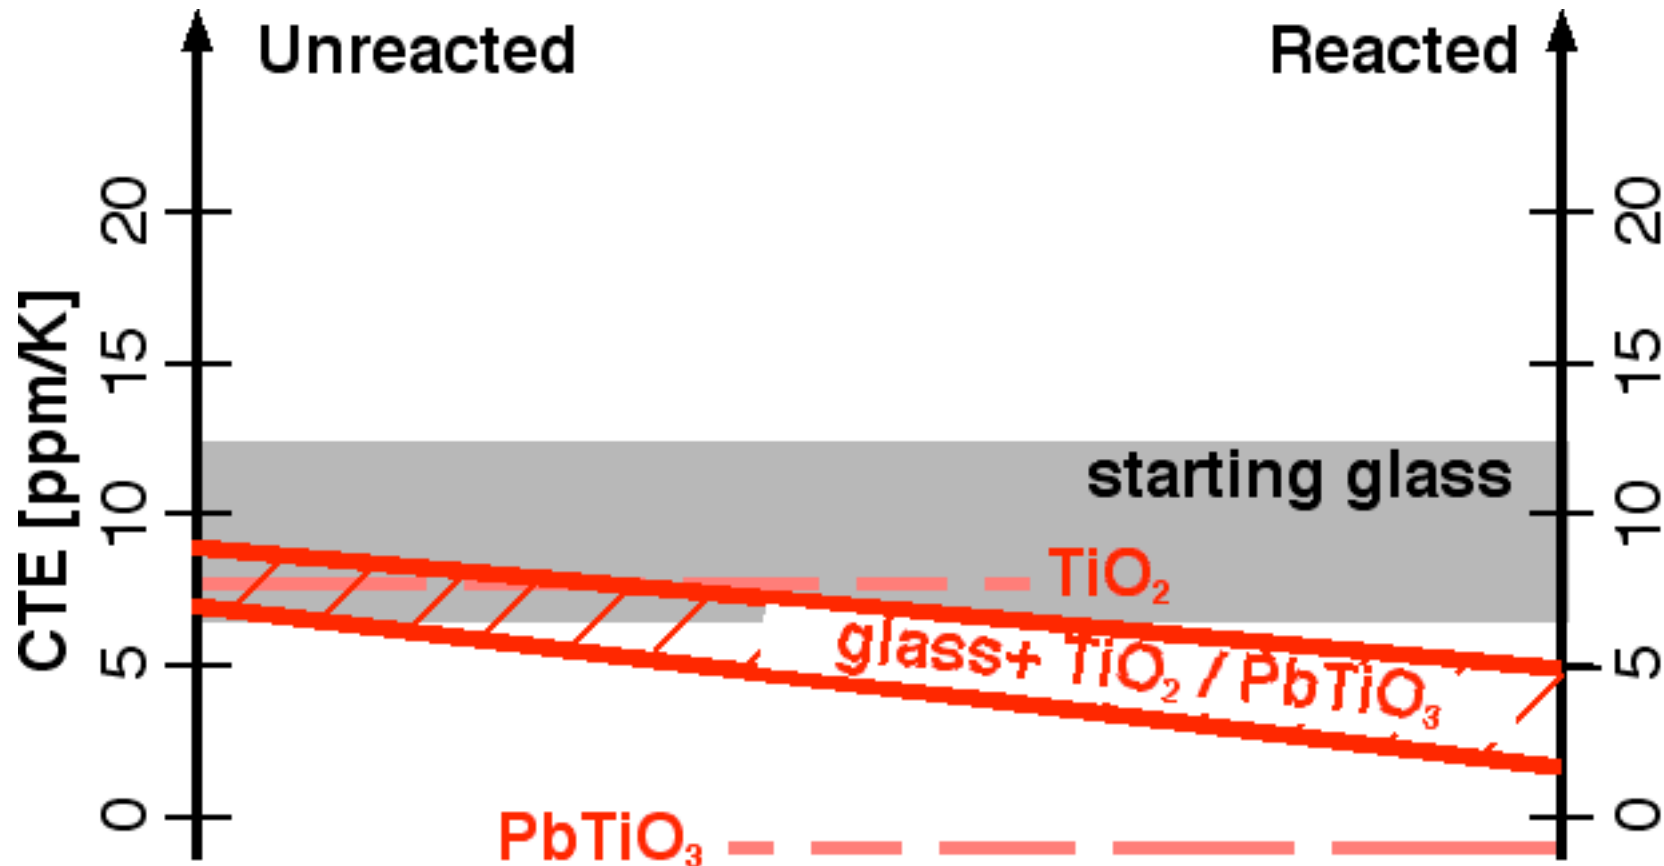 Unreacted
Reacted
CTE [ppm/K]
20
15
10
5
0
20
15
10
5
0
starting glass
TiO₂
glass+ TiO₂ / PbTiO₃
PbTiO₃